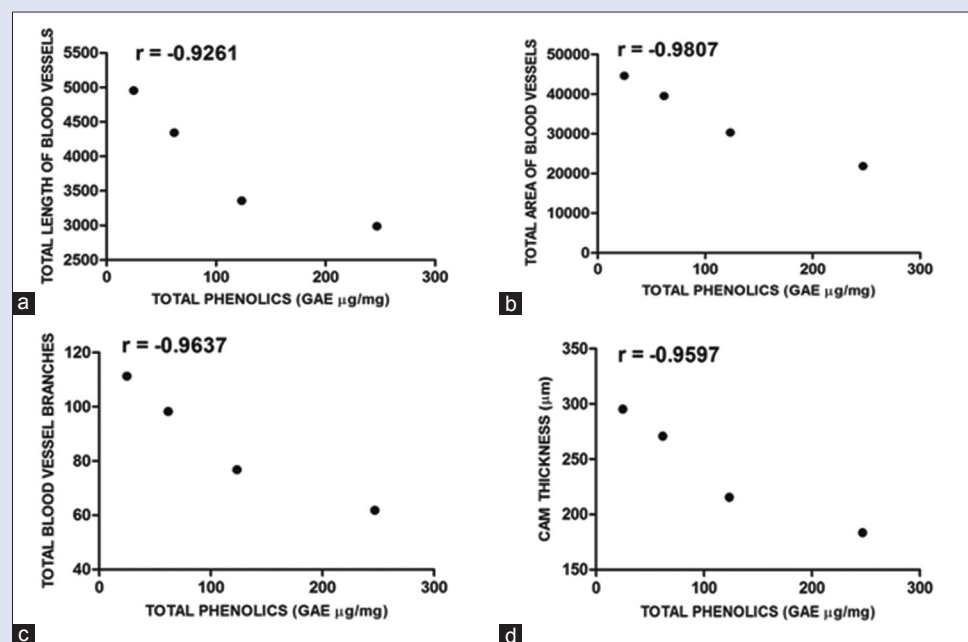 r = -0.9261
TOTAL LENGTH OF BLOOD VESSELS
5500
5000
4500
4000
3500
3000
2500
0 100 200 300
TOTAL PHENOLICS (GAE µg/mg)
a
r = -0.9807
TOTAL AREA OF BLOOD VESSELS
50000
40000
30000
20000
10000
0
0 100 200 300
TOTAL PHENOLICS (GAE µg/mg)
b
r = -0.9637
TOTAL BLOOD VESSEL BRANCHES
120
100
80
60
40
0 100 200 300
TOTAL PHENOLICS (GAE µg/mg)
c
r = -0.9597
CAM THICKNESS (µm)
350
300
250
200
150
0 100 200 300
TOTAL PHENOLICS (GAE µg/mg)
d